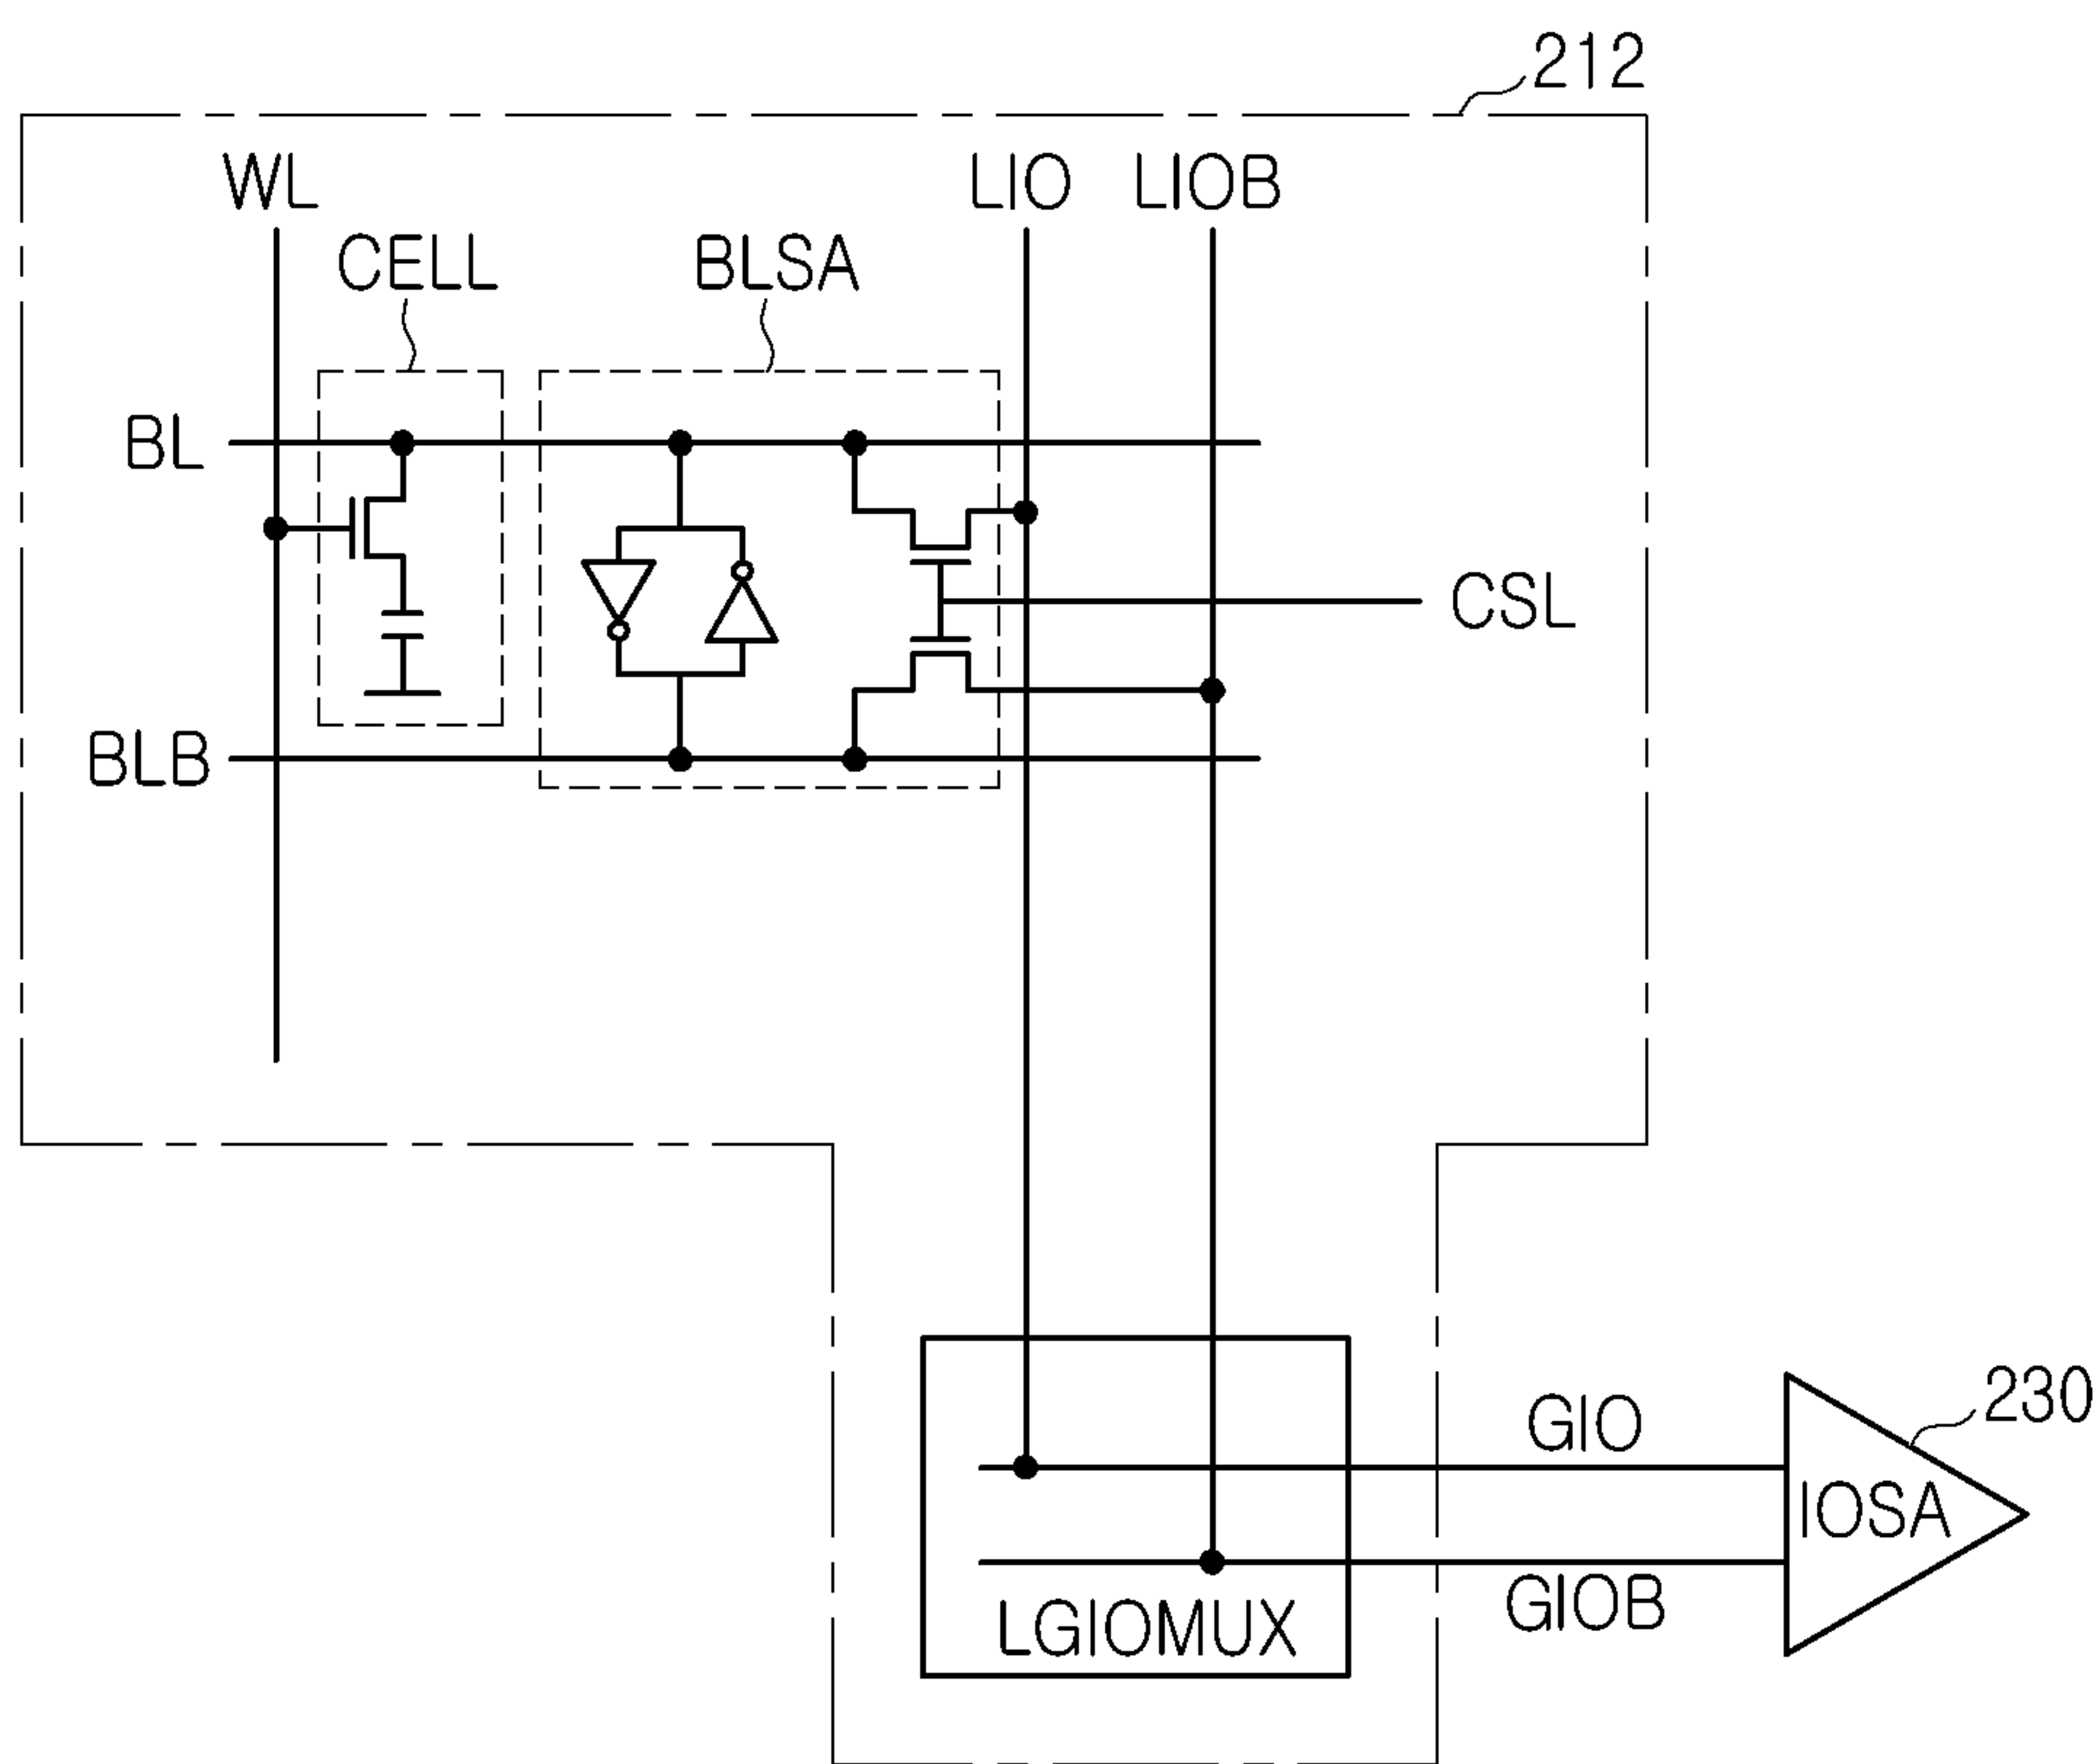 212
WL
LIO
LIOB
CELL
BLSA
BL
CSL
BLB
230
GIO
IOSA
GIOB
LGIOMUX